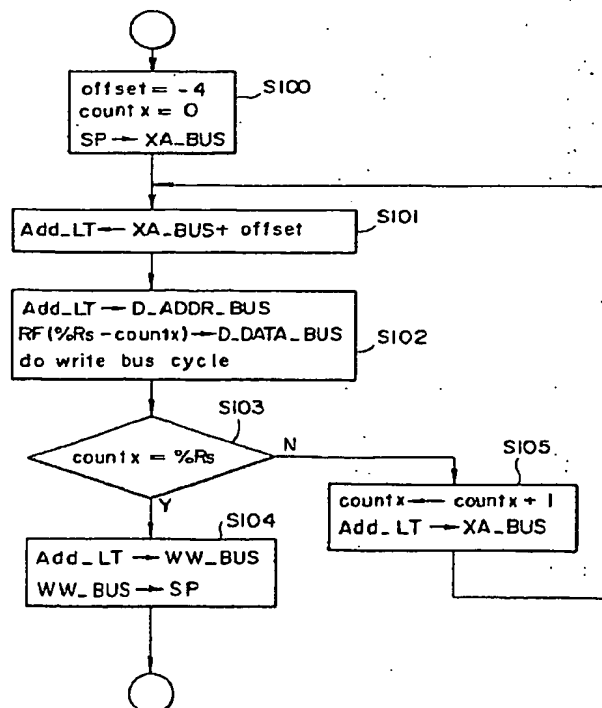 offset = -4
countx = 0
SP → XA_BUS
S100
Add_LT ← XA_BUS + offset
S101
Add_LT → D_ADDR_BUS
RF(%Rs - countx) → D_DATA_BUS
do write bus cycle
S102
S103
countx = %Rs
N
Y
S105
countx ← countx + 1
Add_LT → XA_BUS
S104
Add_LT → WW_BUS
WW_BUS → SP